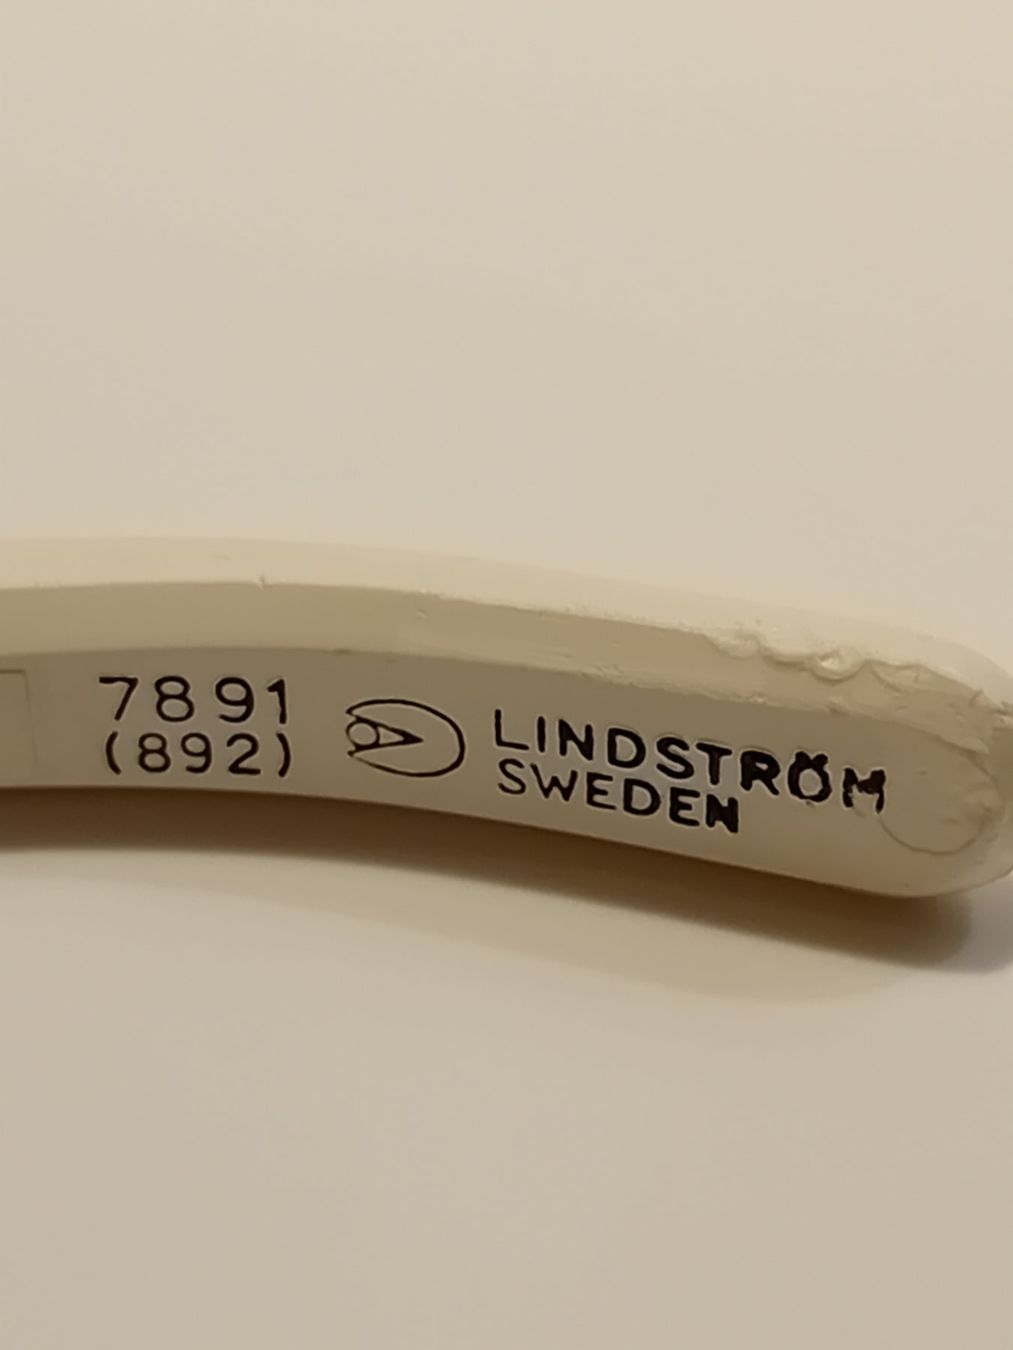 7891
(892)
LINDSTRÖM
SWEDEN